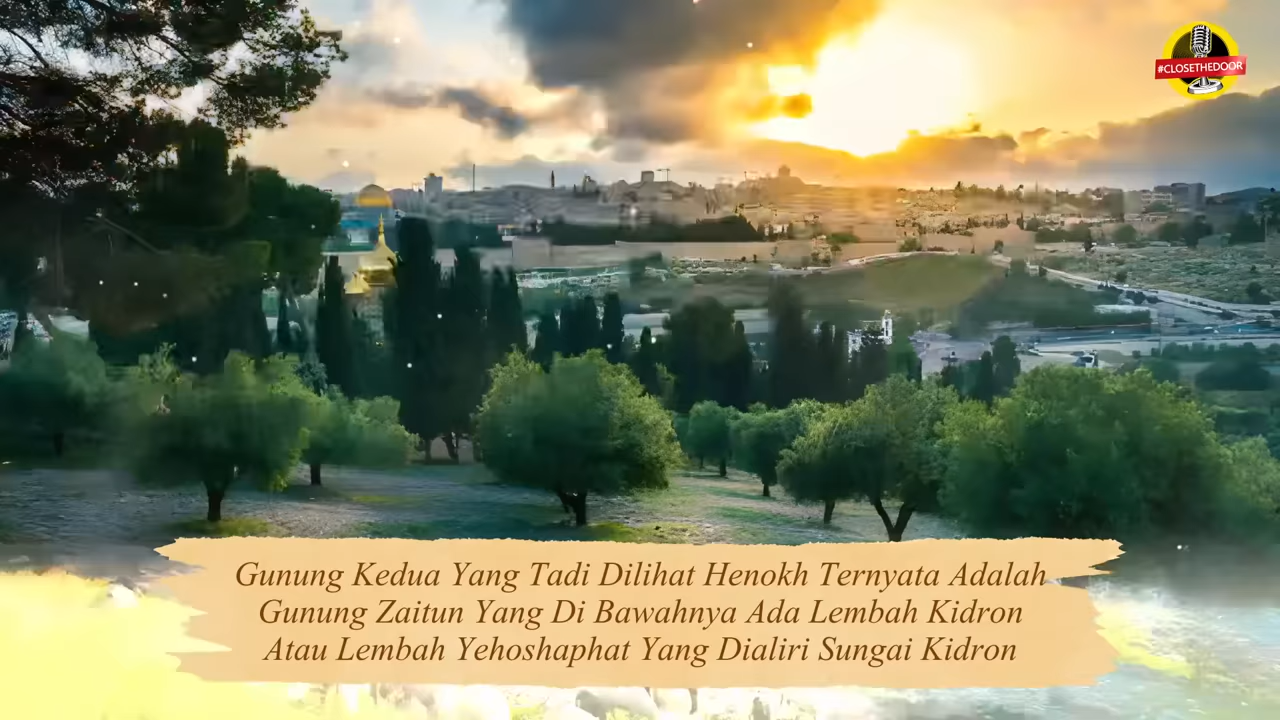 #CLOSETHEDOOR
Gunung Kedua Yang Tadi Dilihat Henokh Ternyata Adalah
Gunung Zaitun Yang Di Bawahnya Ada Lembah Kidron
Atau Lembah Yehoshaphat Yang Dialiri Sungai Kidron